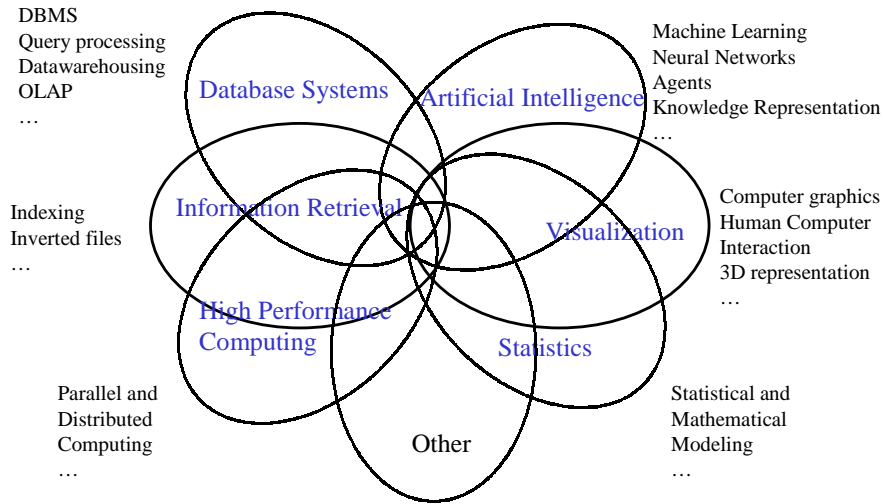 DBMS
Query processing
Datawarehousing
OLAP
…
Database Systems
Artificial Intelligence
Machine Learning
Neural Networks
Agents
Knowledge Representation
…
Indexing
Inverted files
…
Information Retrieval
Visualization
Computer graphics
Human Computer
Interaction
3D representation
…
High Performance
Computing
Statistics
Parallel and
Distributed
Computing
…
Other
Statistical and
Mathematical
Modeling
…